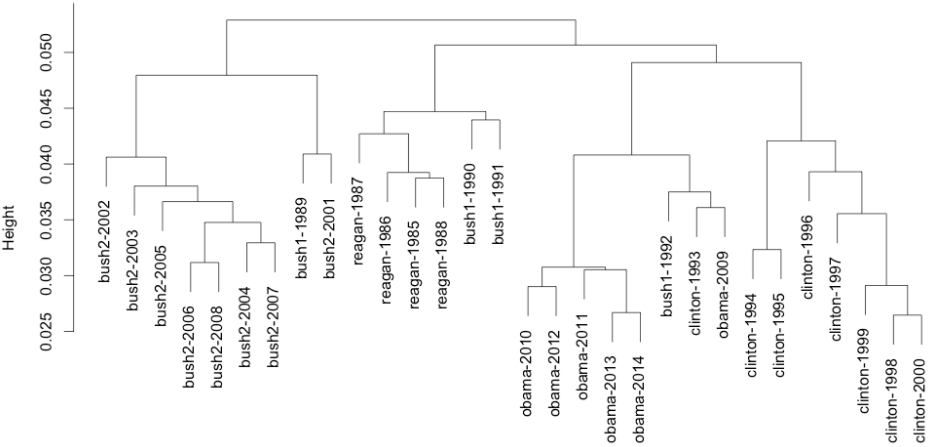 Height
0.050
0.045
0.040
0.035
0.030
0.025
bush2-2002
bush2-2003
bush2-2005
bush2-2006
bush2-2008
bush2-2004
bush2-2007
bush1-1989
bush2-2001
reagan-1987
reagan-1986
reagan-1985
reagan-1988
bush1-1990
bush1-1991
obama-2010
obama-2012
obama-2011
obama-2013
obama-2014
bush1-1992
clinton-1993
obama-2009
clinton-1994
clinton-1995
clinton-1996
clinton-1997
clinton-1999
clinton-1998
clinton-2000